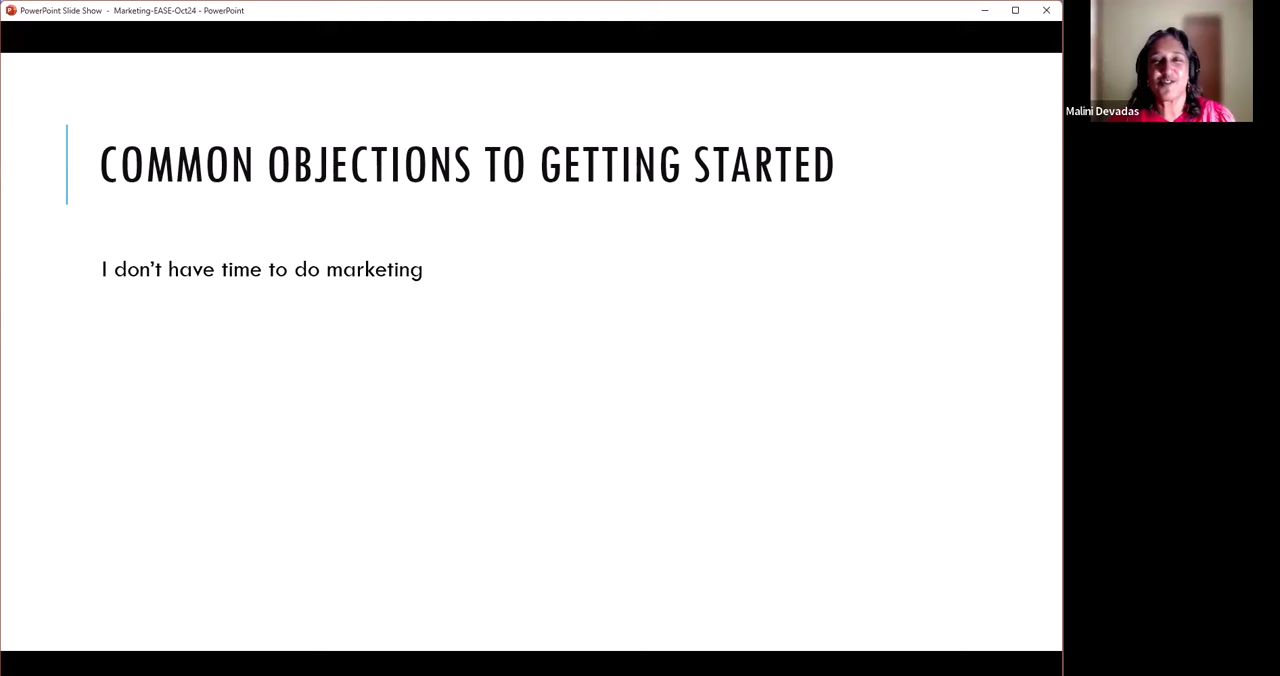 PowerPoint Slide Show - Marketing-EASE-Oct24 - PowerPoint
COMMON OBJECTIONS TO GETTING STARTED
I don’t have time to do marketing
Malini Devadas